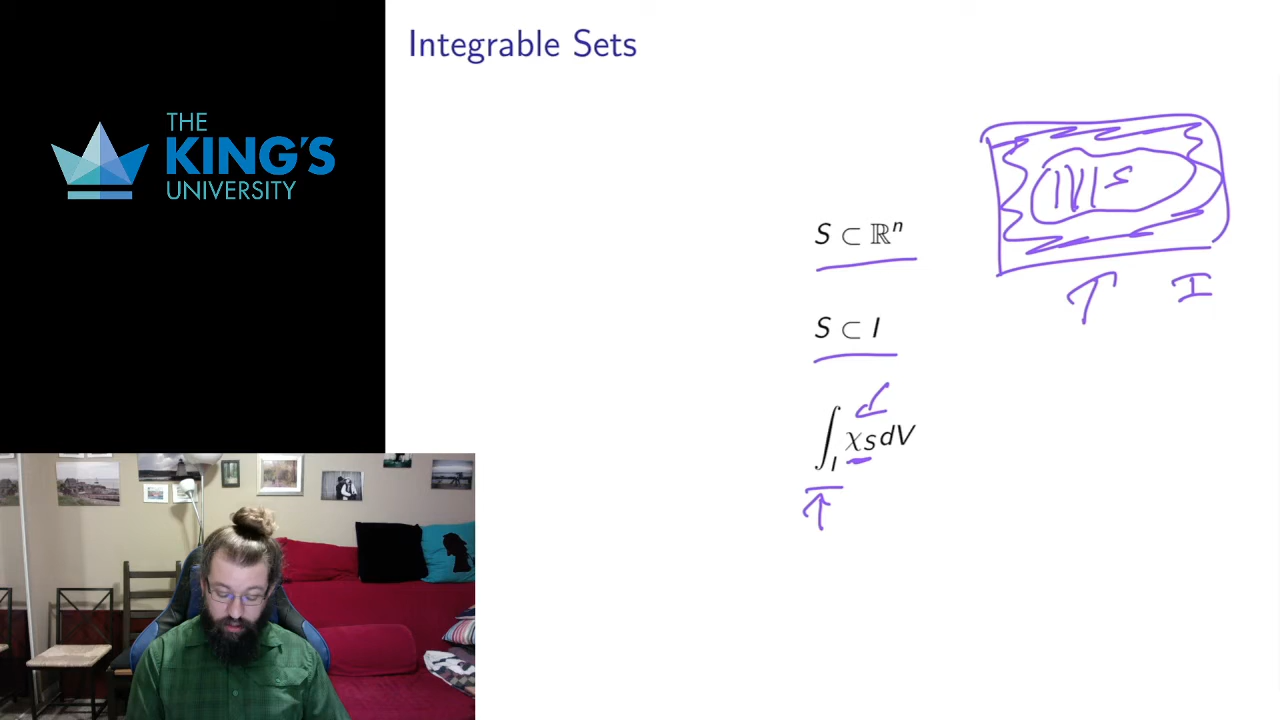 THE
KING'S
UNIVERSITY
Integrable Sets
S ⊂ ℝⁿ
S ⊂ I
∫_I χ_S dV
S
I